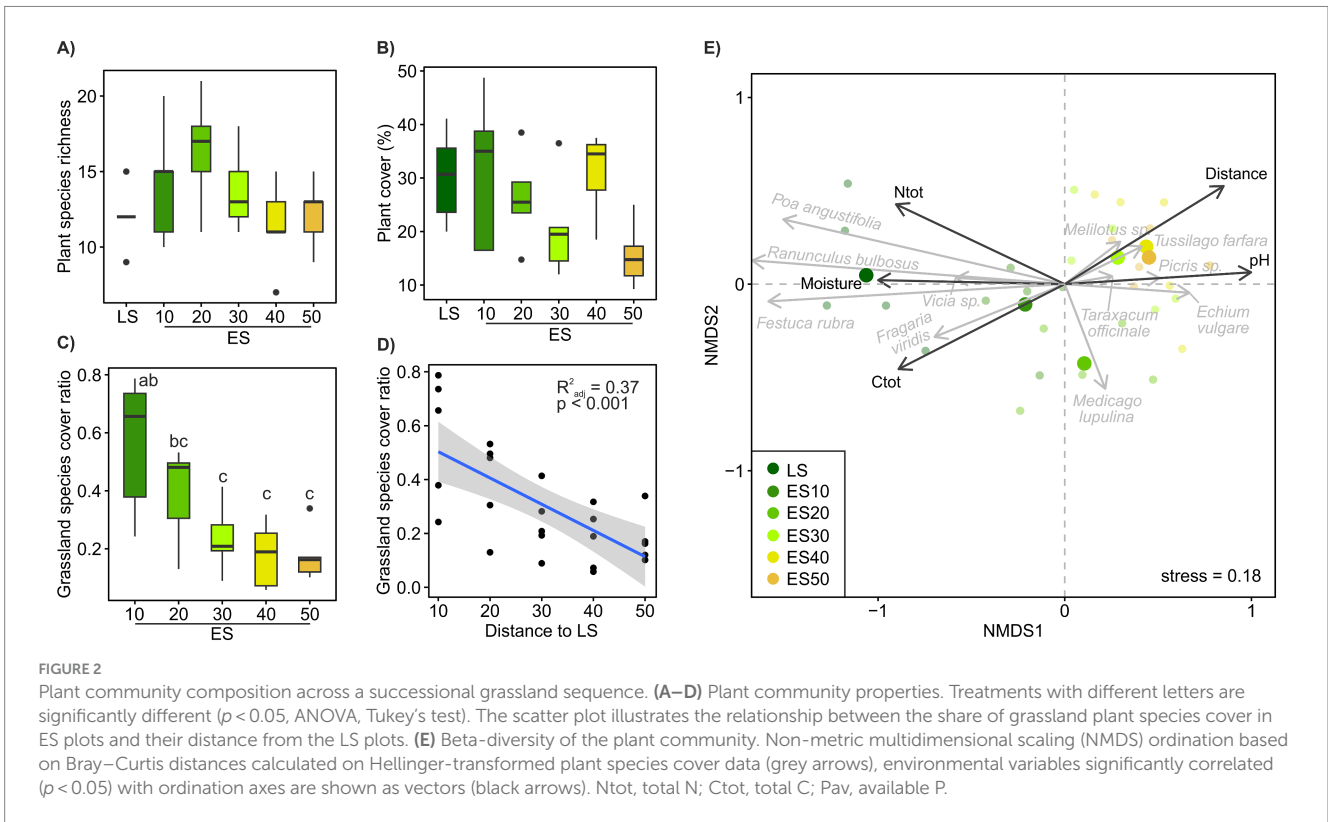 A)
Plant species richness
20
15
10
LS 10 20 30 40 50
ES
B)
Plant cover (%)
50
40
30
20
10
LS 10 20 30 40 50
ES
C)
Grassland species cover ratio
0.8
0.6
0.4
0.2
ab
bc
c c c
10 20 30 40 50
ES
D)
Grassland species cover ratio
0.8
0.6
0.4
0.2
0.0
R²adj = 0.37
p < 0.001
10 20 30 40 50
Distance to LS
E)
NMDS2
1
0
−1
Ntot
Distance
Poa angustifolia
Melilotus sp.
Tussilago farfara
Ranunculus bulbosus
Picris sp.
pH
Moisture
Vicia sp.
Festuca rubra
Fragaria
viridis
Taraxacum
officinale
Echium
vulgare
Ctot
Medicago
lupulina
LS
ES10
ES20
ES30
ES40
ES50
stress = 0.18
−1 0 1
NMDS1
FIGURE 2
Plant community composition across a successional grassland sequence. (A–D) Plant community properties. Treatments with different letters are
significantly different (p < 0.05, ANOVA, Tukey’s test). The scatter plot illustrates the relationship between the share of grassland plant species cover in
ES plots and their distance from the LS plots. (E) Beta-diversity of the plant community. Non-metric multidimensional scaling (NMDS) ordination based
on Bray–Curtis distances calculated on Hellinger-transformed plant species cover data (grey arrows), environmental variables significantly correlated
(p < 0.05) with ordination axes are shown as vectors (black arrows). Ntot, total N; Ctot, total C; Pav, available P.